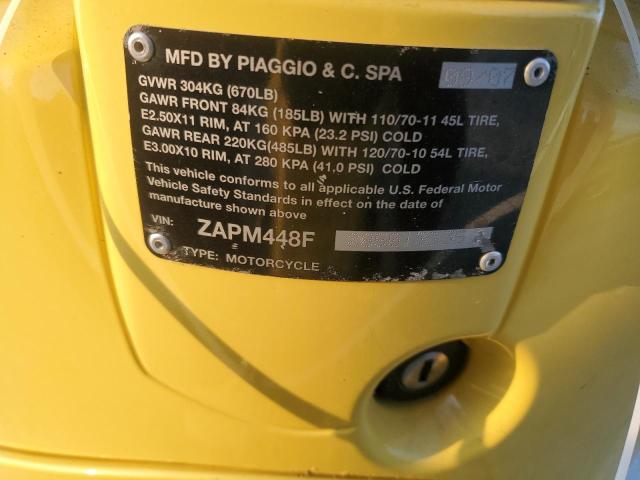 MFD BY PIAGGIO & C. SPA
GVWR 304KG (670LB)
GAWR FRONT 84KG (185LB) WITH 110/70-11 45L TIRE,
E2.50X11 RIM, AT 160 KPA (23.2 PSI) COLD
GAWR REAR 220KG(485LB) WITH 120/70-10 54L TIRE,
E3.00X10 RIM, AT 280 KPA (41,0 PSI) COLD
This vehicle conforms to all applicable U.S. Federal Motor
Vehicle Safety Standards in effect on the date of
manufacture shown above
VIN: ZAPM448F
TYPE: MOTORCYCLE